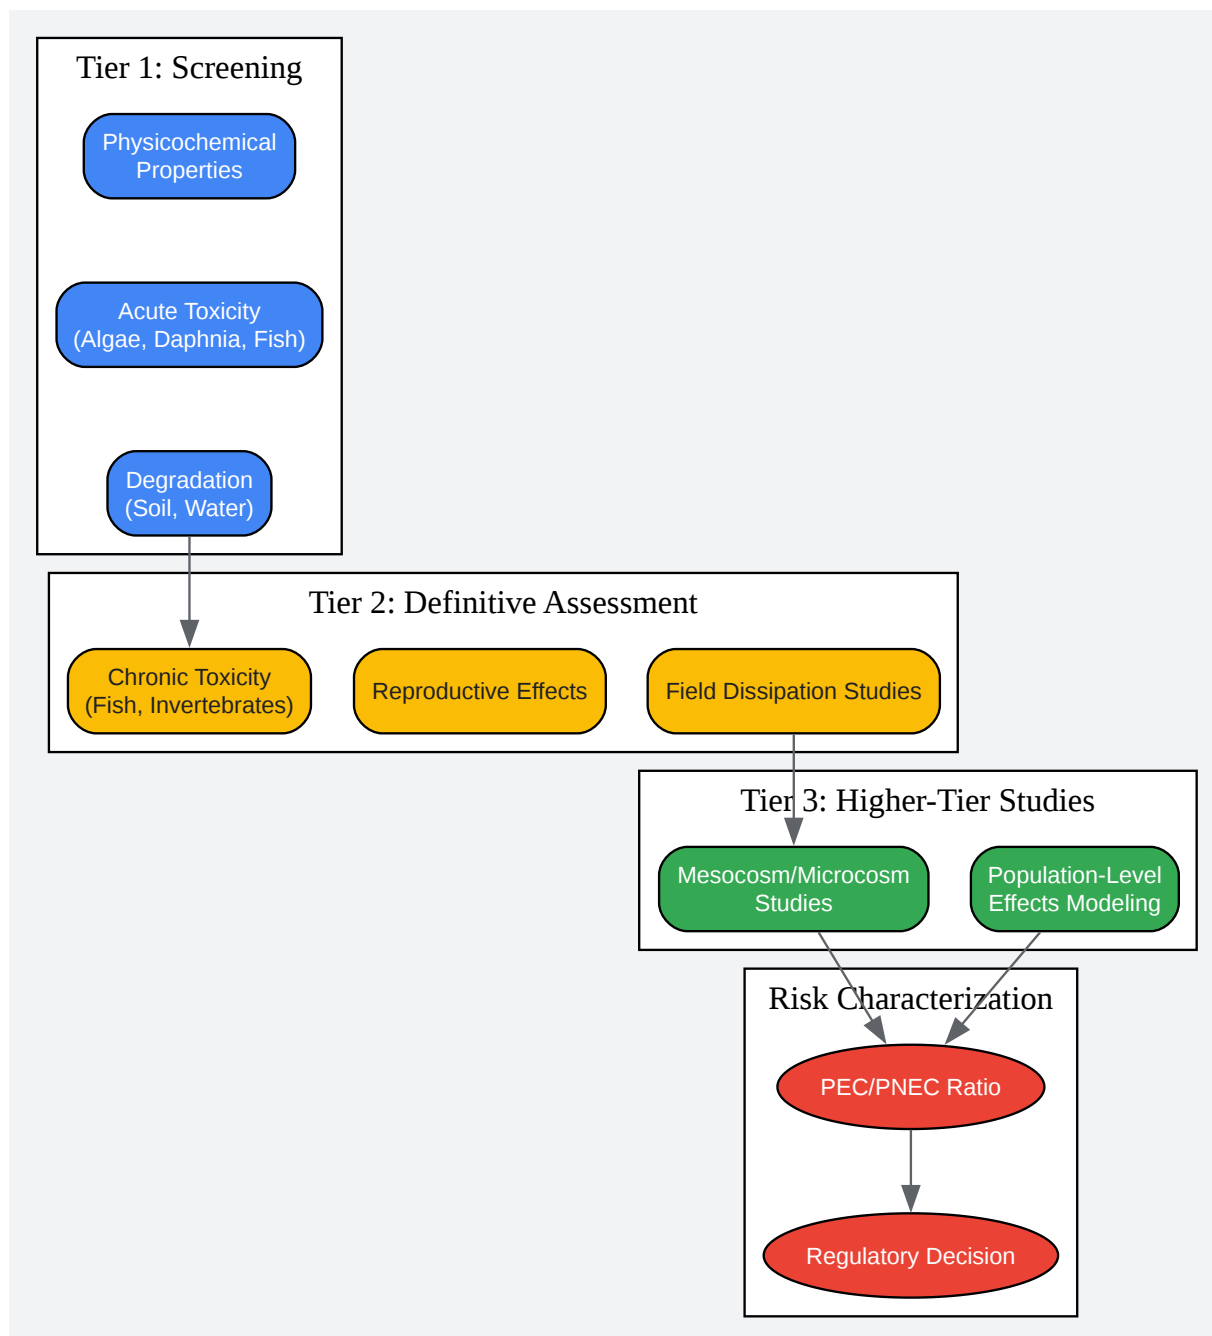 Tier 1: Screening
Physicochemical
Properties
Acute Toxicity
(Algae, Daphnia, Fish)
Degradation
(Soil, Water)
Tier 2: Definitive Assessment
Chronic Toxicity
(Fish, Invertebrates)
Reproductive Effects
Field Dissipation Studies
Tier 3: Higher-Tier Studies
Mesocosm/Microcosm
Studies
Population-Level
Effects Modeling
Risk Characterization
PEC/PNEC Ratio
Regulatory Decision